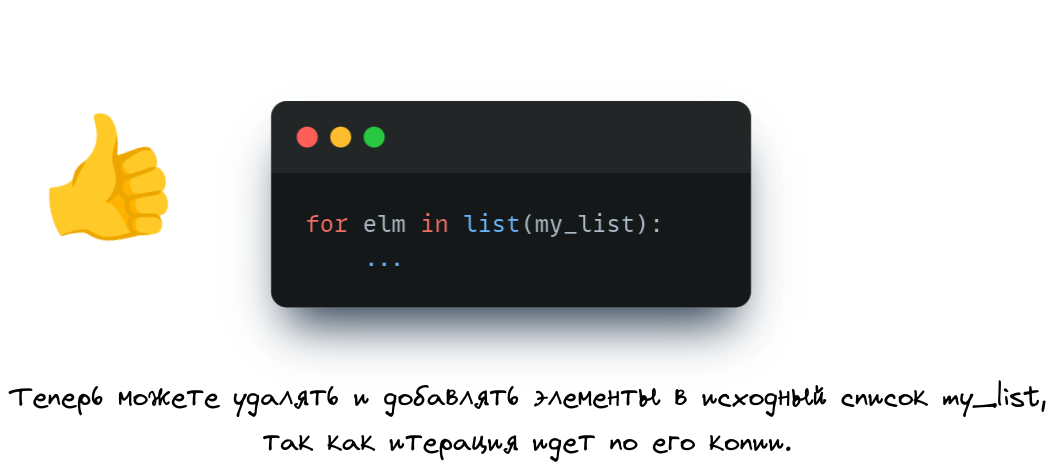 for elm in list(my_list):
...
Теперь можете удалять и добавлять элементы в исходный список my_list,
так как итерация идет по его копии.